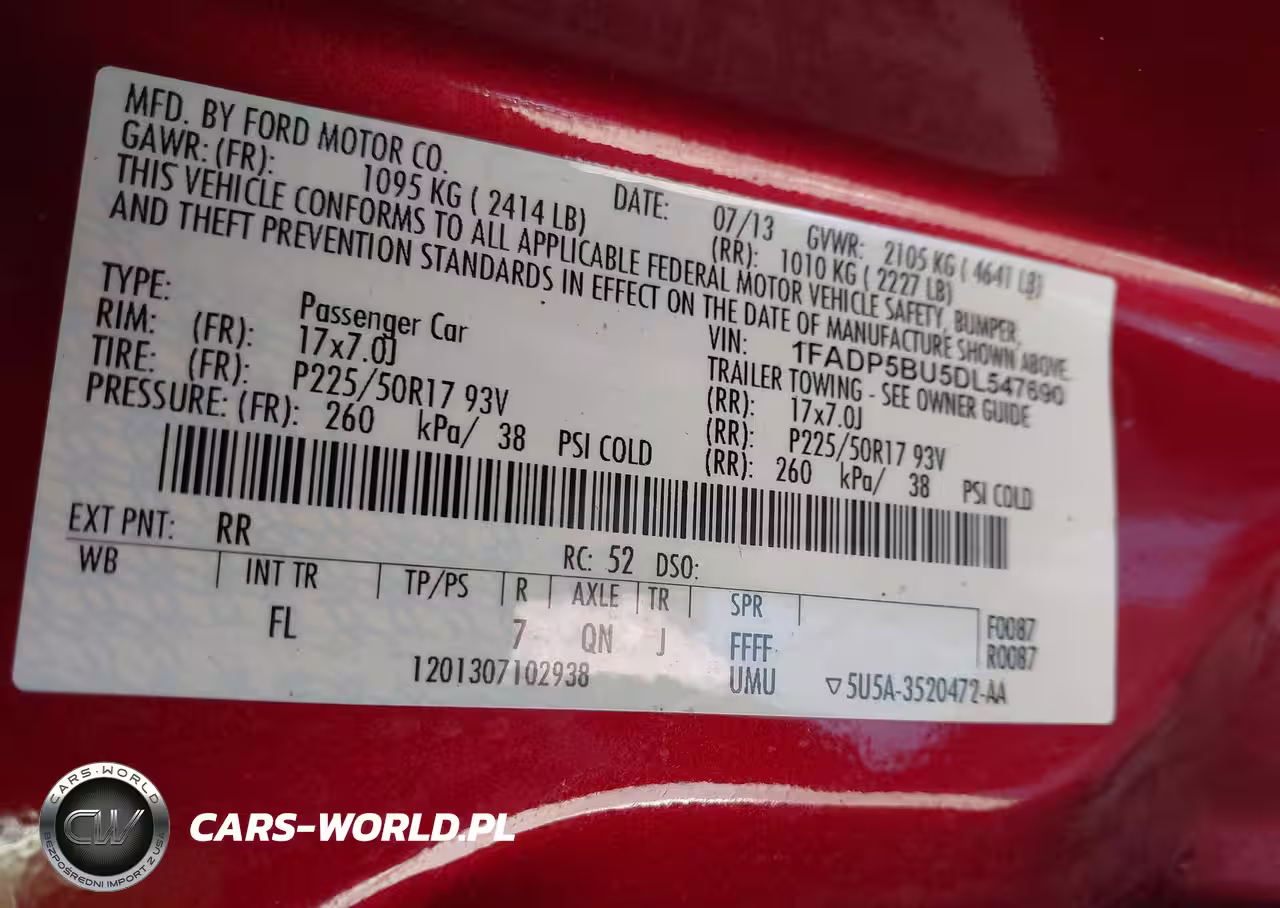 MFD. BY FORD MOTOR CO.
DATE: 07/13 GVWR: 2105 KG ( 4641 LB)
GAWR: (FR): 1095 KG ( 2414 LB) (RR): 1010 KG ( 2227 LB)
THIS VEHICLE CONFORMS TO ALL APPLICABLE FEDERAL MOTOR VEHICLE SAFETY, BUMPER,
AND THEFT PREVENTION STANDARDS IN EFFECT ON THE DATE OF MANUFACTURE SHOWN ABOVE.
VIN: 1FADP5BU5DL547690
TYPE: Passenger Car TRAILER TOWING - SEE OWNER GUIDE
RIM: (FR): 17x7.0J (RR): 17x7.0J
TIRE: (FR): P225/50R17 93V (RR): P225/50R17 93V
PRESSURE: (FR): 260 kPa/ 38 PSI COLD (RR): 260 kPa/ 38 PSI COLD
EXT PNT: RR RC: 52 DSO:
WB INT TR TP/PS R AXLE TR SPR
FL 7 QN J FFFF F0087
R0087
1201307102938 UMU ▽5U5A-3520472-AA
CARS-WORLD
CW
BEZPOŚREDNI IMPORT Z USA
CARS-WORLD.PL